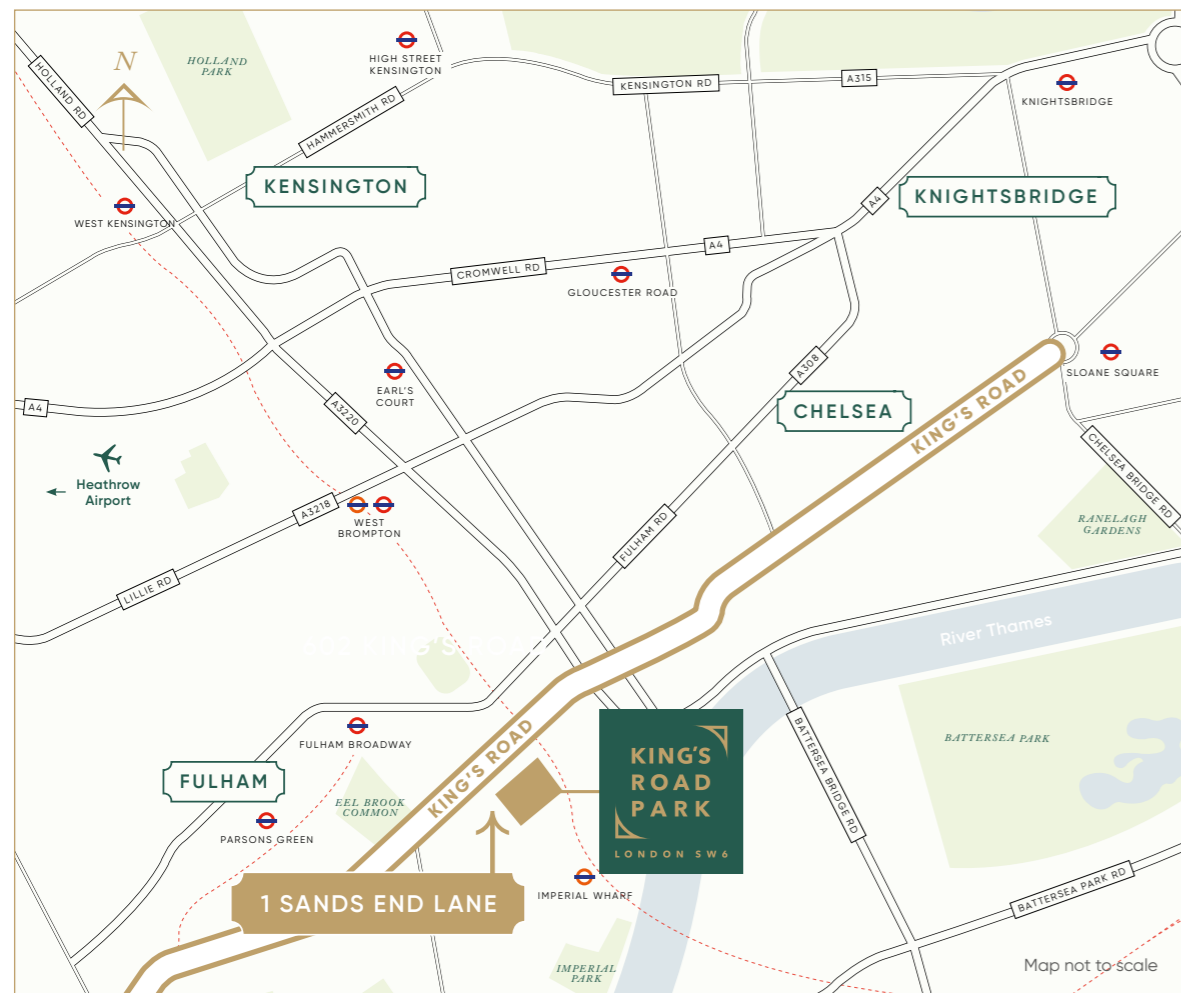 HOLLAND
PARK
HIGH STREET
KENSINGTON
N
HOLLAND RD
HAMMERSMITH RD
KENSINGTON RD
A315
KNIGHTSBRIDGE
KENSINGTON
KNIGHTSBRIDGE
A4
WEST KENSINGTON
A4
CROMWELL RD
GLOUCESTER ROAD
A308
SLOANE SQUARE
EARL'S
COURT
A3220
A4
CHELSEA
KING'S ROAD
CHELSEA BRIDGE RD
Heathrow
Airport
A3218
WEST
BROMPTON
FULHAM RD
RANELAGH
GARDENS
LILLIE RD
602 KING'S ROAD
River Thames
FULHAM BROADWAY
KING'S ROAD
KING'S
ROAD
PARK
LONDON SW6
BATTERSEA BRIDGE RD
BATTERSEA PARK
FULHAM
EEL BROOK
COMMON
PARSONS GREEN
1 SANDS END LANE
IMPERIAL WHARF
BATTERSEA PARK RD
IMPERIAL
PARK
Map not to scale